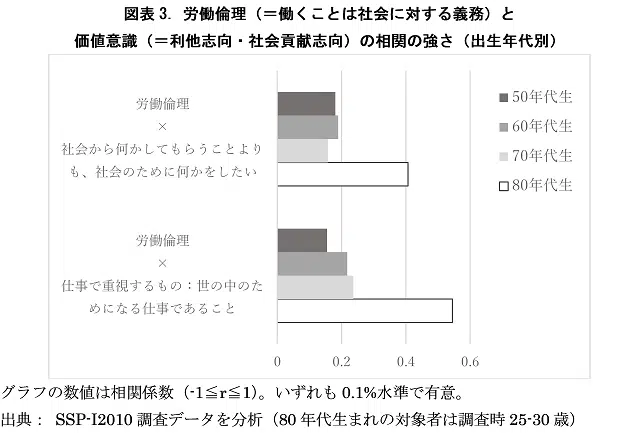 図表 3．労働倫理（＝働くことは社会に対する義務）と
価値意識（＝利他志向・社会貢献志向）の相関の強さ（出生年代別）
労働倫理
×
社会から何かしてもらうことより
も、社会のために何かをしたい
労働倫理
×
仕事で重視するもの：世の中のた
めになる仕事であること
50年代生
60年代生
70年代生
80年代生
0 0.2 0.4 0.6
グラフの数値は相関係数（-1≦r≦1）。いずれも 0.1%水準で有意。
出典： SSP-I2010 調査データを分析（80 年代生まれの対象者は調査時 25-30 歳）